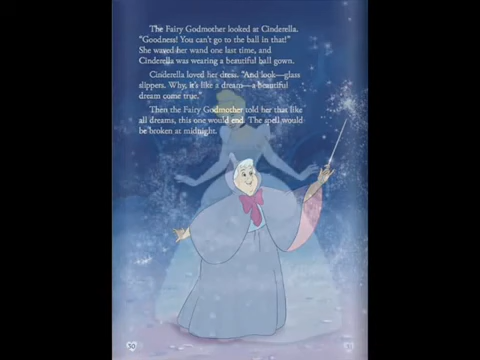 The Fairy Godmother looked at Cinderella.
"Goodness! You can't go to the ball in that!"
She waved her wand one last time, and
Cinderella was wearing a beautiful ball gown.
Cinderella loved her dress. "And look—glass
slippers. Why, it's like a dream—a beautiful
dream come true."
Then the Fairy Godmother told her that like
all dreams, this one would end. The spell would
be broken at midnight.
30